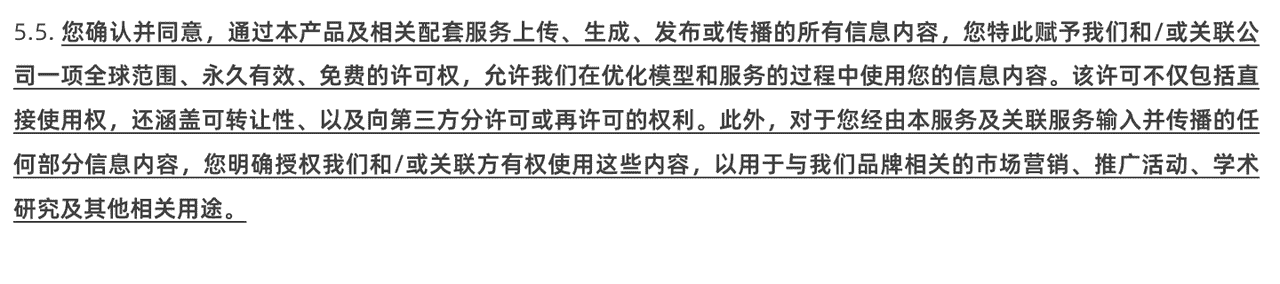 5.5. 您确认并同意，通过本产品及相关配套服务上传、生成、发布或传播的所有信息内容，您特此赋予我们和/或关联公
司一项全球范围、永久有效、免费的许可权，允许我们在优化模型和服务的过程中使用您的信息内容。该许可不仅包括直
接使用权，还涵盖可转让性、以及向第三方分许可或再许可的权利。此外，对于您经由本服务及关联服务输入并传播的任
何部分信息内容，您明确授权我们和/或关联方有权使用这些内容，以用于与我们品牌相关的市场营销、推广活动、学术
研究及其他相关用途。